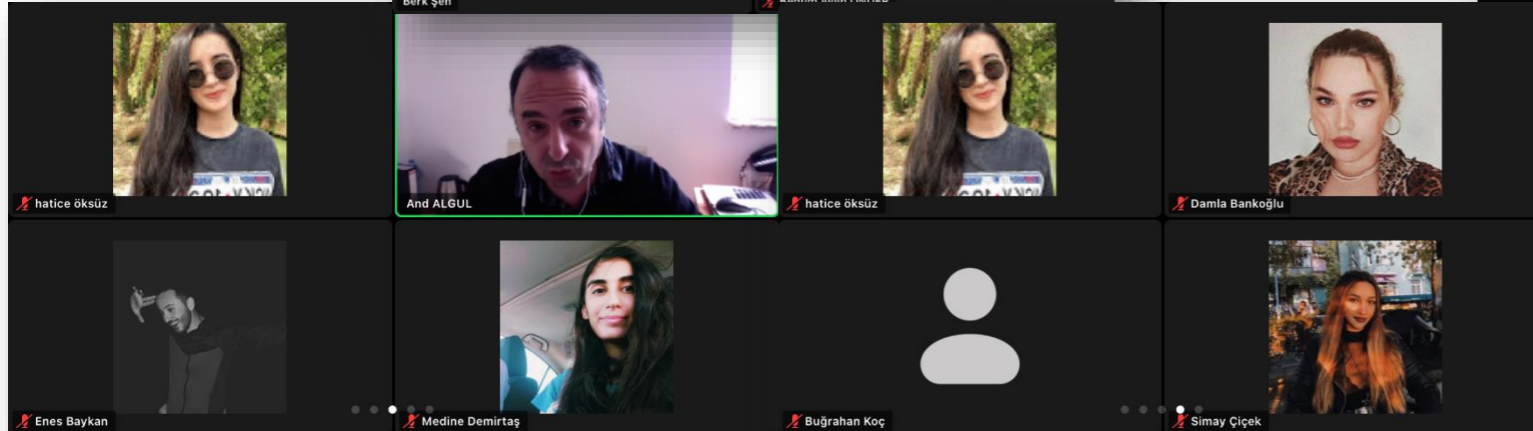 Berk Şen
hatice öksüz
And ALGUL
hatice öksüz
Damla Bankoğlu
Enes Baykan
Medine Demirtaş
Buğrahan Koç
Simay Çiçek